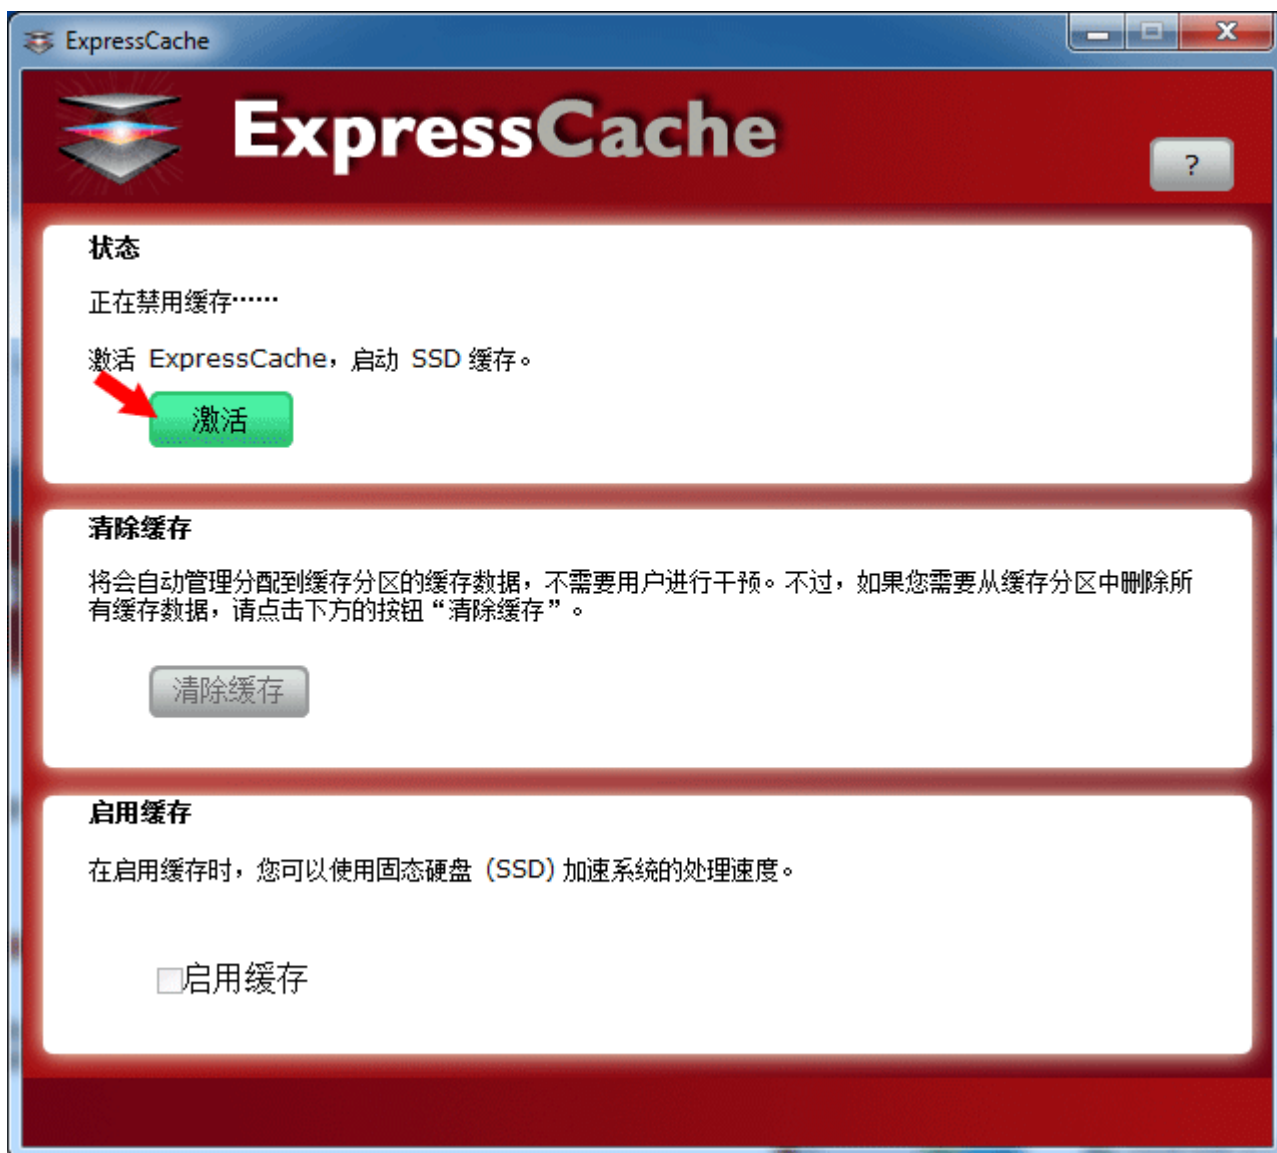 ExpressCache
ExpressCache
?
状态
正在禁用缓存……
激活 ExpressCache，启动 SSD 缓存。
激活
清除缓存
将会自动管理分配到缓存分区的缓存数据，不需要用户进行干预。不过，如果您需要从缓存分区中删除所
有缓存数据，请点击下方的按钮“清除缓存”。
清除缓存
启用缓存
在启用缓存时，您可以使用固态硬盘 (SSD) 加速系统的处理速度。
启用缓存